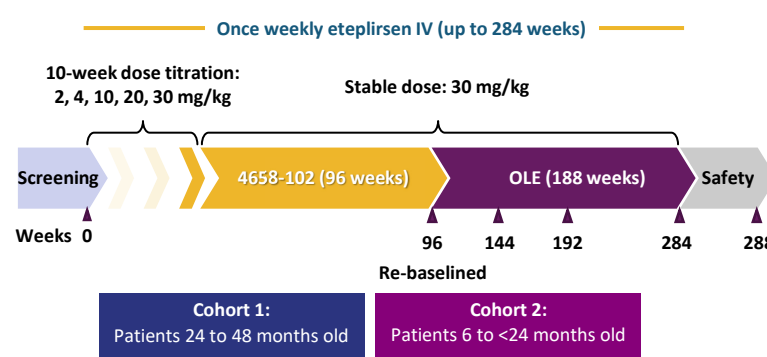 Once weekly eteplirsen IV (up to 284 weeks)
10-week dose titration:
2, 4, 10, 20, 30 mg/kg
Stable dose: 30 mg/kg
Screening
4658-102 (96 weeks)
OLE (188 weeks)
Safety
Weeks 0 96 144 192 284 288
Re-baselined
Cohort 1:
Patients 24 to 48 months old
Cohort 2:
Patients 6 to <24 months old